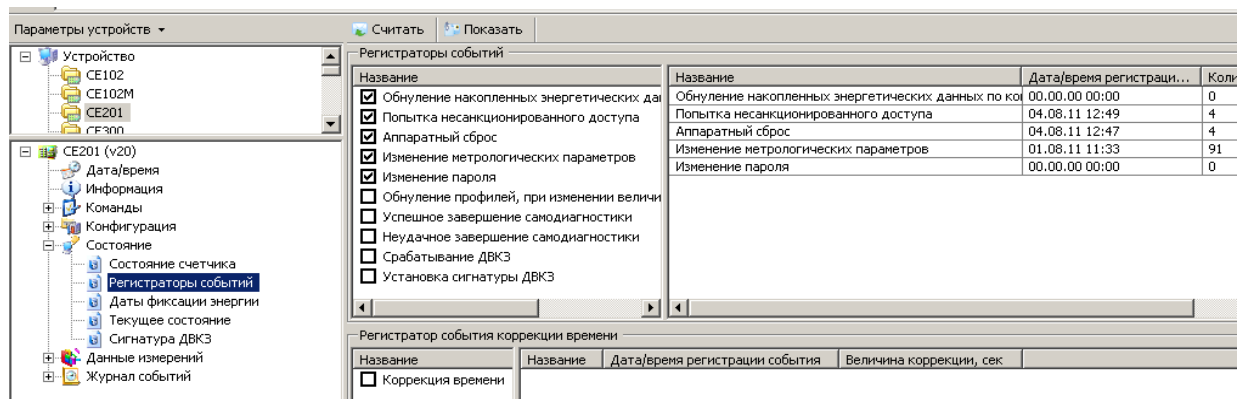 Параметры устройств
Считать
Показать
Устройство
CE102
CE102M
CE201
CE300
CE201 (v20)
Дата/время
Информация
Команды
Конфигурация
Состояние
Состояние счетчика
Регистраторы событий
Даты фиксации энергии
Текущее состояние
Сигнатура ДВКЗ
Данные измерений
Журнал событий
Регистраторы событий
Название
Обнуление накопленных энергетических да
Попытка несанкционированного доступа
Аппаратный сброс
Изменение метрологических параметров
Изменение пароля
Обнуление профилей, при изменении величи
Успешное завершение самодиагностики
Неудачное завершение самодиагностики
Срабатывание ДВКЗ
Установка сигнатуры ДВКЗ
Название Дата/время регистраци... Коли
Обнуление накопленных энергетических данных по ко 00.00.00 00:00 0
Попытка несанкционированного доступа 04.08.11 12:49 4
Аппаратный сброс 04.08.11 12:47 4
Изменение метрологических параметров 01.08.11 11:33 91
Изменение пароля 00.00.00 00:00 0
Регистратор события коррекции времени
Название
Коррекция времени
Название Дата/время регистрации события Величина коррекции, сек